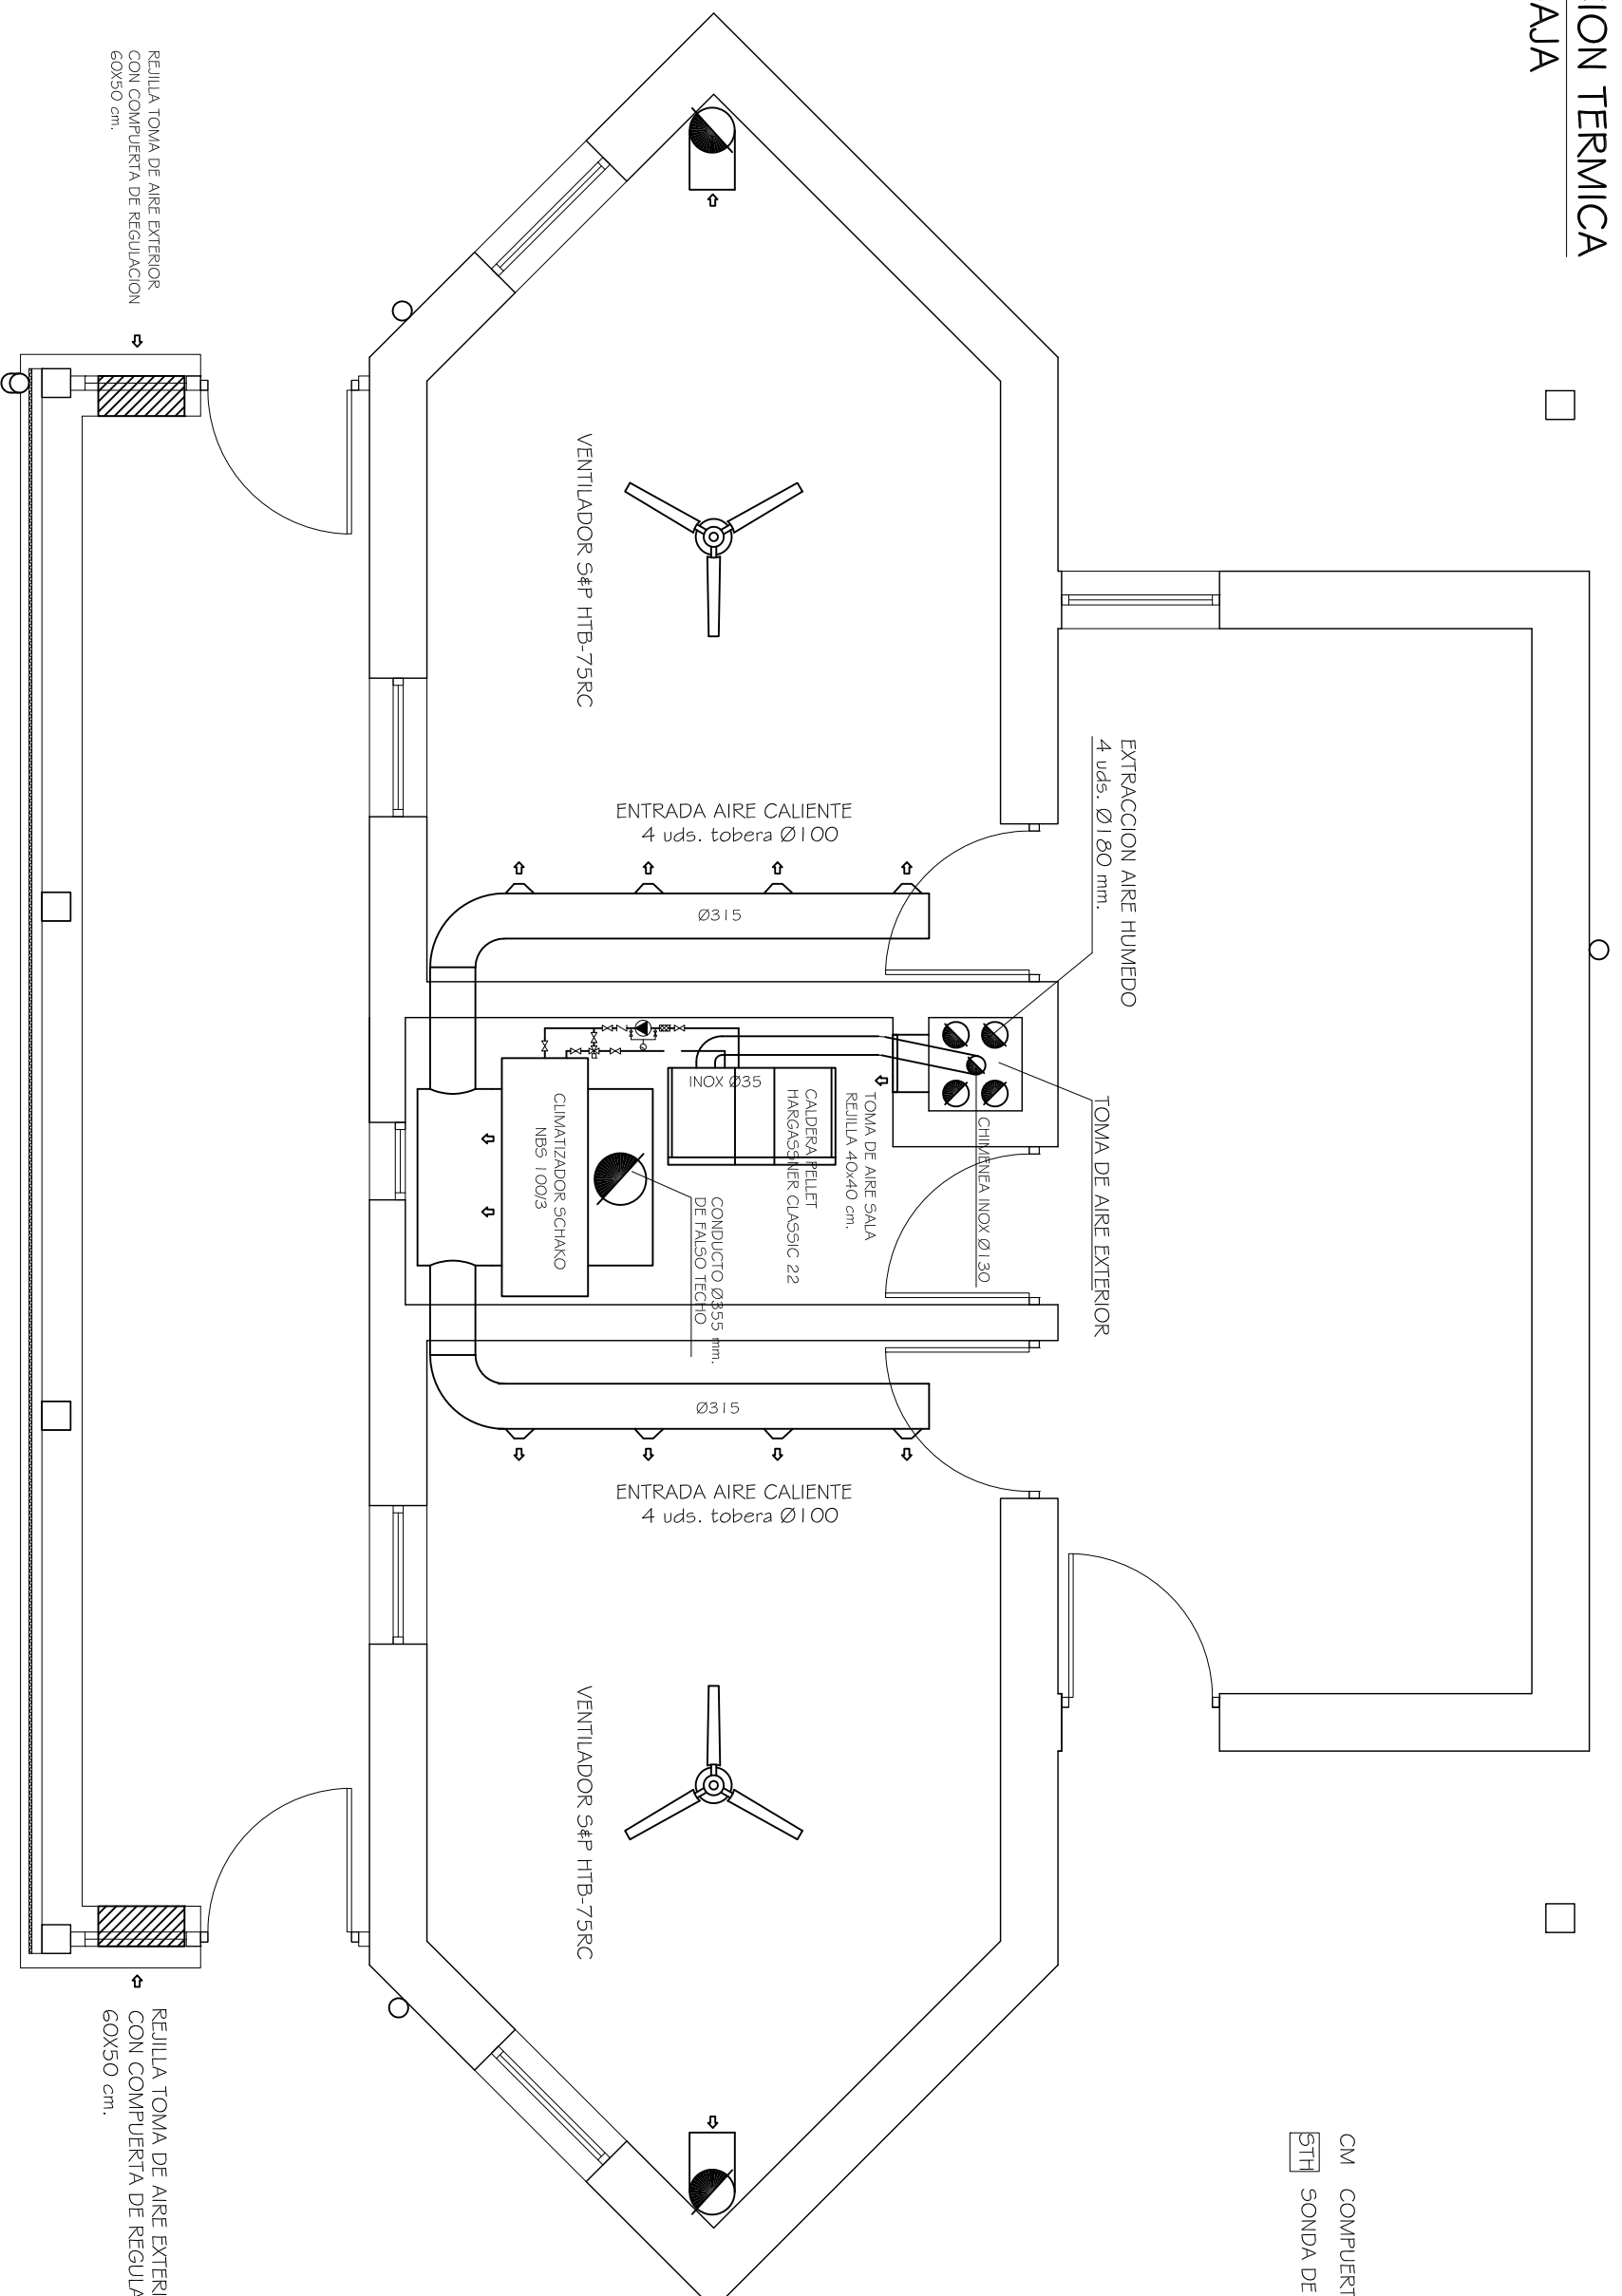 ION TERMICA
AJA
REJILLA TOMA DE AIRE EXTERIOR
CON COMPUERTA DE REGULACION
60X50 cm.
VENTILADOR S&P HTB-75RC
EXTRACCION AIRE HUMEDO
4 uds. Ø180 mm.
ENTRADA AIRE CALIENTE
4 uds. tobera Ø100
Ø315
INOX Ø35
TOMA DE AIRE EXTERIOR
CHIMENEA INOX Ø130
TOMA DE AIRE SALA
REJILLA 40x40 cm.
CALDERA PELLET
HARGASSNER CLASSIC 22
CONDUCTO Ø355 mm.
DE FALSO TECHO
CLIMATIZADOR SCHAKO
NBS 100/3
Ø315
ENTRADA AIRE CALIENTE
4 uds. tobera Ø100
VENTILADOR S&P HTB-75RC
REJILLA TOMA DE AIRE EXTERI
CON COMPUERTA DE REGULA
60X50 cm.
CM COMPUERT
STH SONDA DE